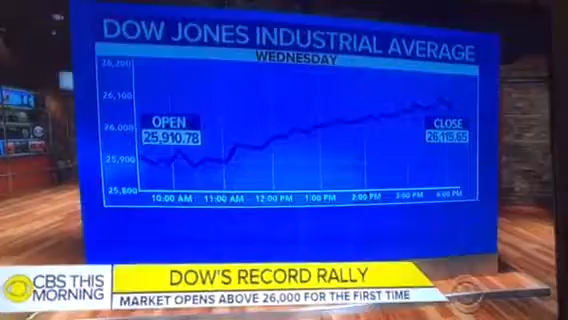 DOW JONES INDUSTRIAL AVERAGE
WEDNESDAY
26,200
26,100
26,000
25,900
25,800
OPEN
25,910.78
CLOSE
26,115.65
10:00 AM 11:00 AM 12:00 PM 1:00 PM 2:00 PM 3:00 PM 4:00 PM
CBS THIS
MORNING
DOW'S RECORD RALLY
MARKET OPENS ABOVE 26,000 FOR THE FIRST TIME